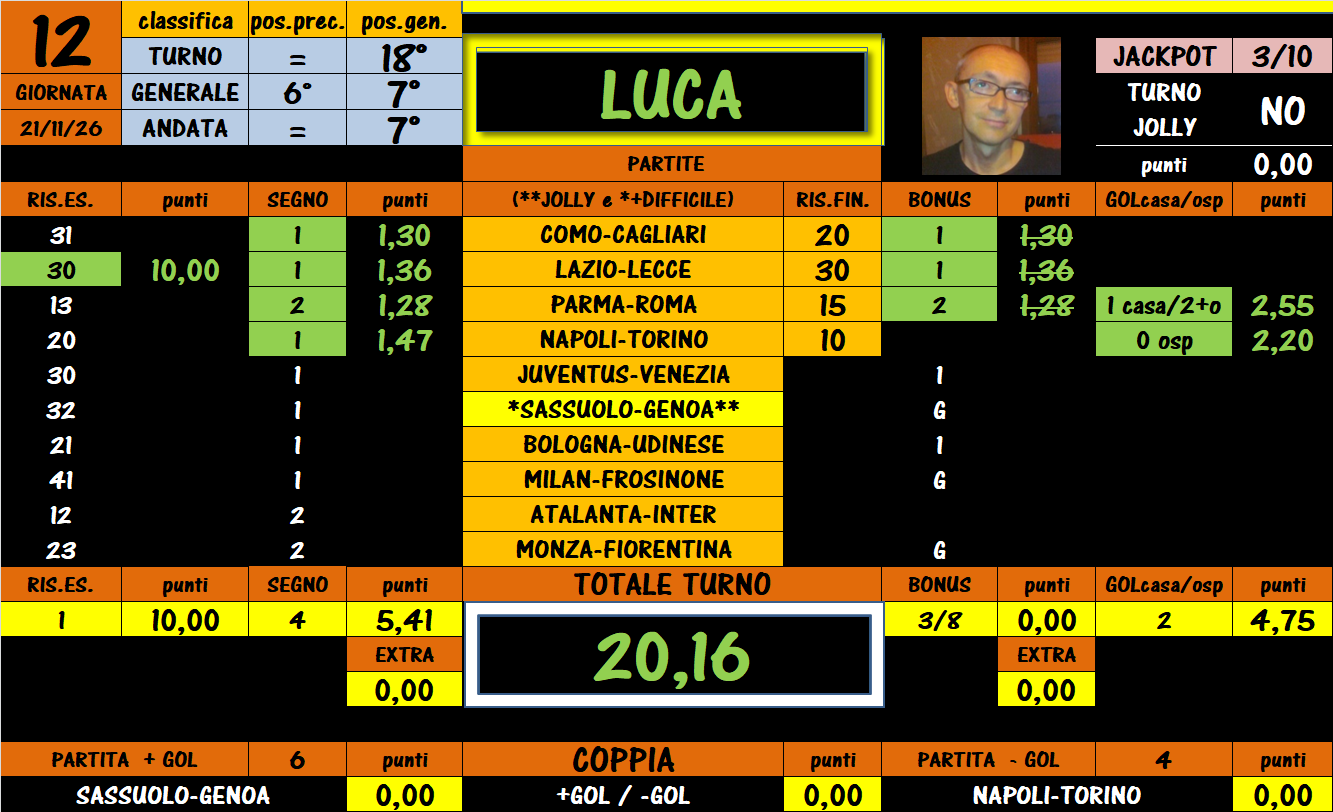 12 classifica pos.prec. pos.gen.
TURNO = 18° LUCA JACKPOT 3/10
GIORNATA GENERALE 6° 7° TURNO JOLLY NO
21/11/26 ANDATA = 7°
PARTITE punti 0,00
RIS.ES. punti SEGNO punti (**JOLLY e *+DIFFICILE) RIS.FIN. BONUS punti GOLcasa/osp punti
31 1 1,30 COMO-CAGLIARI 20 1 1,30
30 10,00 1 1,36 LAZIO-LECCE 30 1 1,36
13 2 1,28 PARMA-ROMA 15 2 1,28 1 casa/2+o 2,55
20 1 1,47 NAPOLI-TORINO 10 0 osp 2,20
30 1 JUVENTUS-VENEZIA 1
32 1 *SASSUOLO-GENOA** G
21 1 BOLOGNA-UDINESE 1
41 1 MILAN-FROSINONE G
12 2 ATALANTA-INTER
23 2 MONZA-FIORENTINA G
RIS.ES. punti SEGNO punti TOTALE TURNO BONUS punti GOLcasa/osp punti
1 10,00 4 5,41 20,16 3/8 0,00 2 4,75
EXTRA EXTRA
0,00 0,00
PARTITA + GOL 6 punti COPPIA punti PARTITA - GOL 4 punti
SASSUOLO-GENOA 0,00 +GOL / -GOL 0,00 NAPOLI-TORINO 0,00